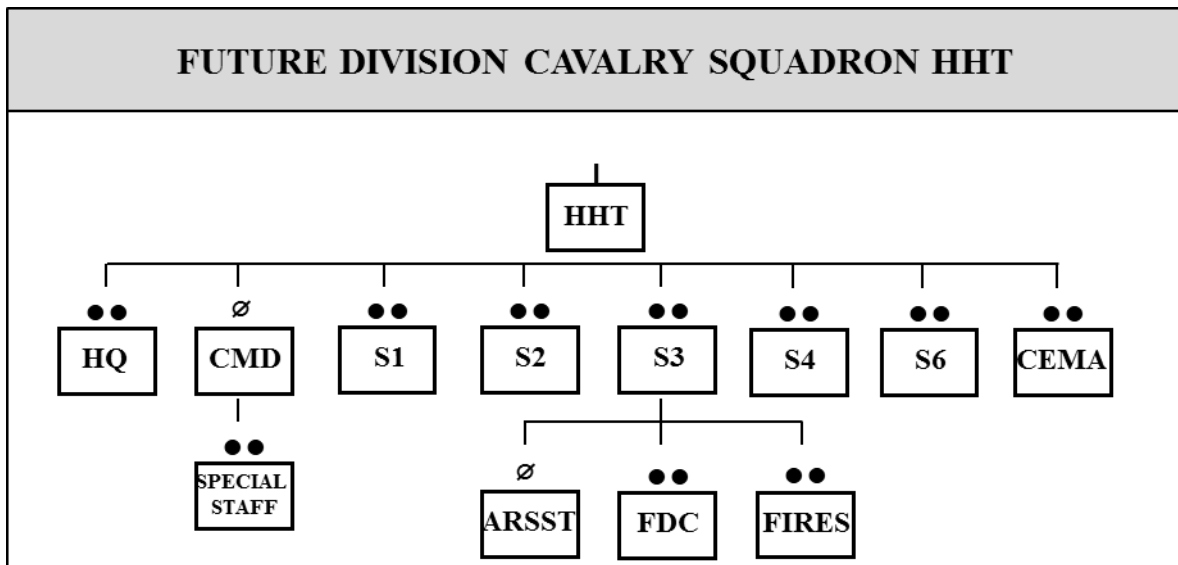 FUTURE DIVISION CAVALRY SQUADRON HHT
HHT
HQ
CMD
S1
S2
S3
S4
S6
CEMA
SPECIAL
STAFF
ARSST
FDC
FIRES